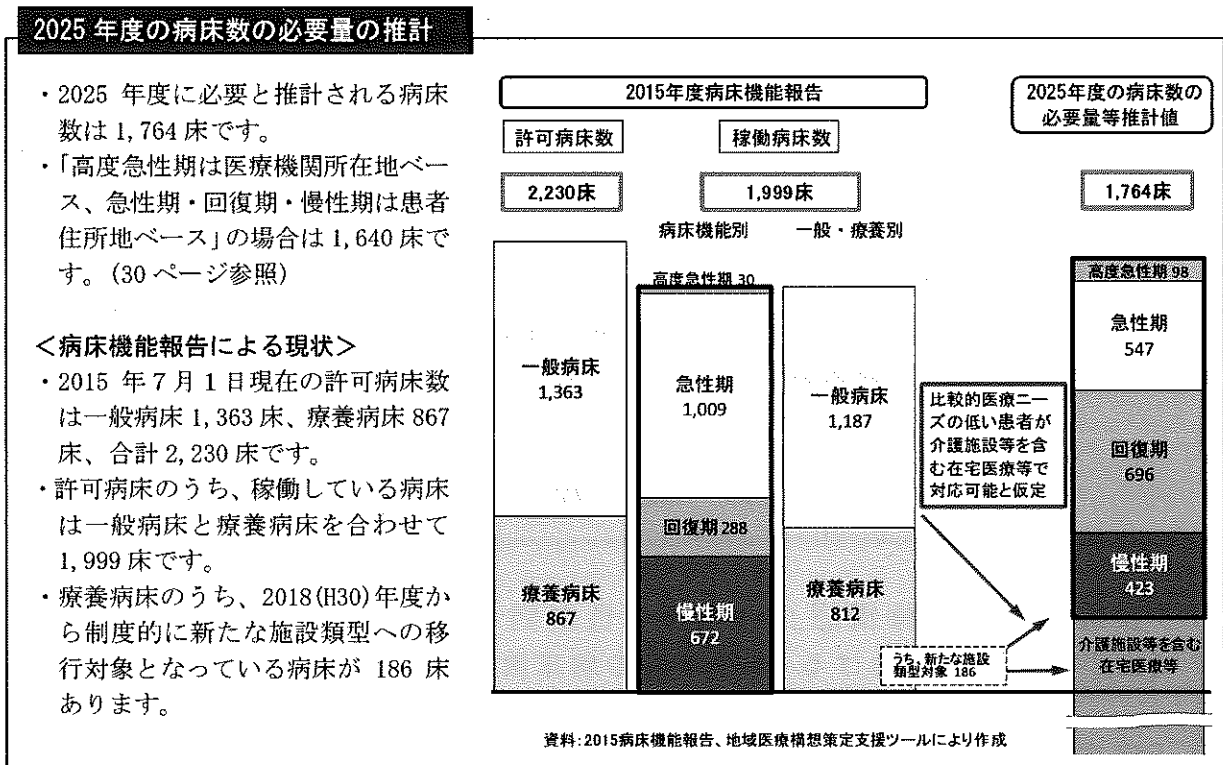 2025 年度の病床数の必要量の推計
・2025 年度に必要と推計される病床
数は 1,764 床です。
・「高度急性期は医療機関所在地ベー
ス、急性期・回復期・慢性期は患者
住所地ベース」の場合は 1,640 床で
す。(30 ページ参照)
＜病床機能報告による現状＞
・2015 年 7 月 1 日現在の許可病床数
は一般病床 1,363 床、療養病床 867
床、合計 2,230 床です。
・許可病床のうち、稼働している病床
は一般病床と療養病床を合わせて
1,999 床です。
・療養病床のうち、2018(H30)年度か
ら制度的に新たな施設類型への移
行対象となっている病床が 186 床
あります。
2015年度病床機能報告
2025年度の病床数の
必要量等推計値
許可病床数
稼働病床数
2,230床
1,999床
1,764床
病床機能別
一般・療養別
一般病床
1,363
療養病床
867
高度急性期 30
急性期
1,009
回復期 288
慢性期
672
一般病床
1,187
療養病床
812
比較的医療ニー
ズの低い患者が
介護施設等を含
む在宅医療等で
対応可能と仮定
うち、新たな施設
類型対象 186
高度急性期 98
急性期
547
回復期
696
慢性期
423
介護施設等を含む
在宅医療等
資料:2015病床機能報告、地域医療構想策定支援ツールにより作成